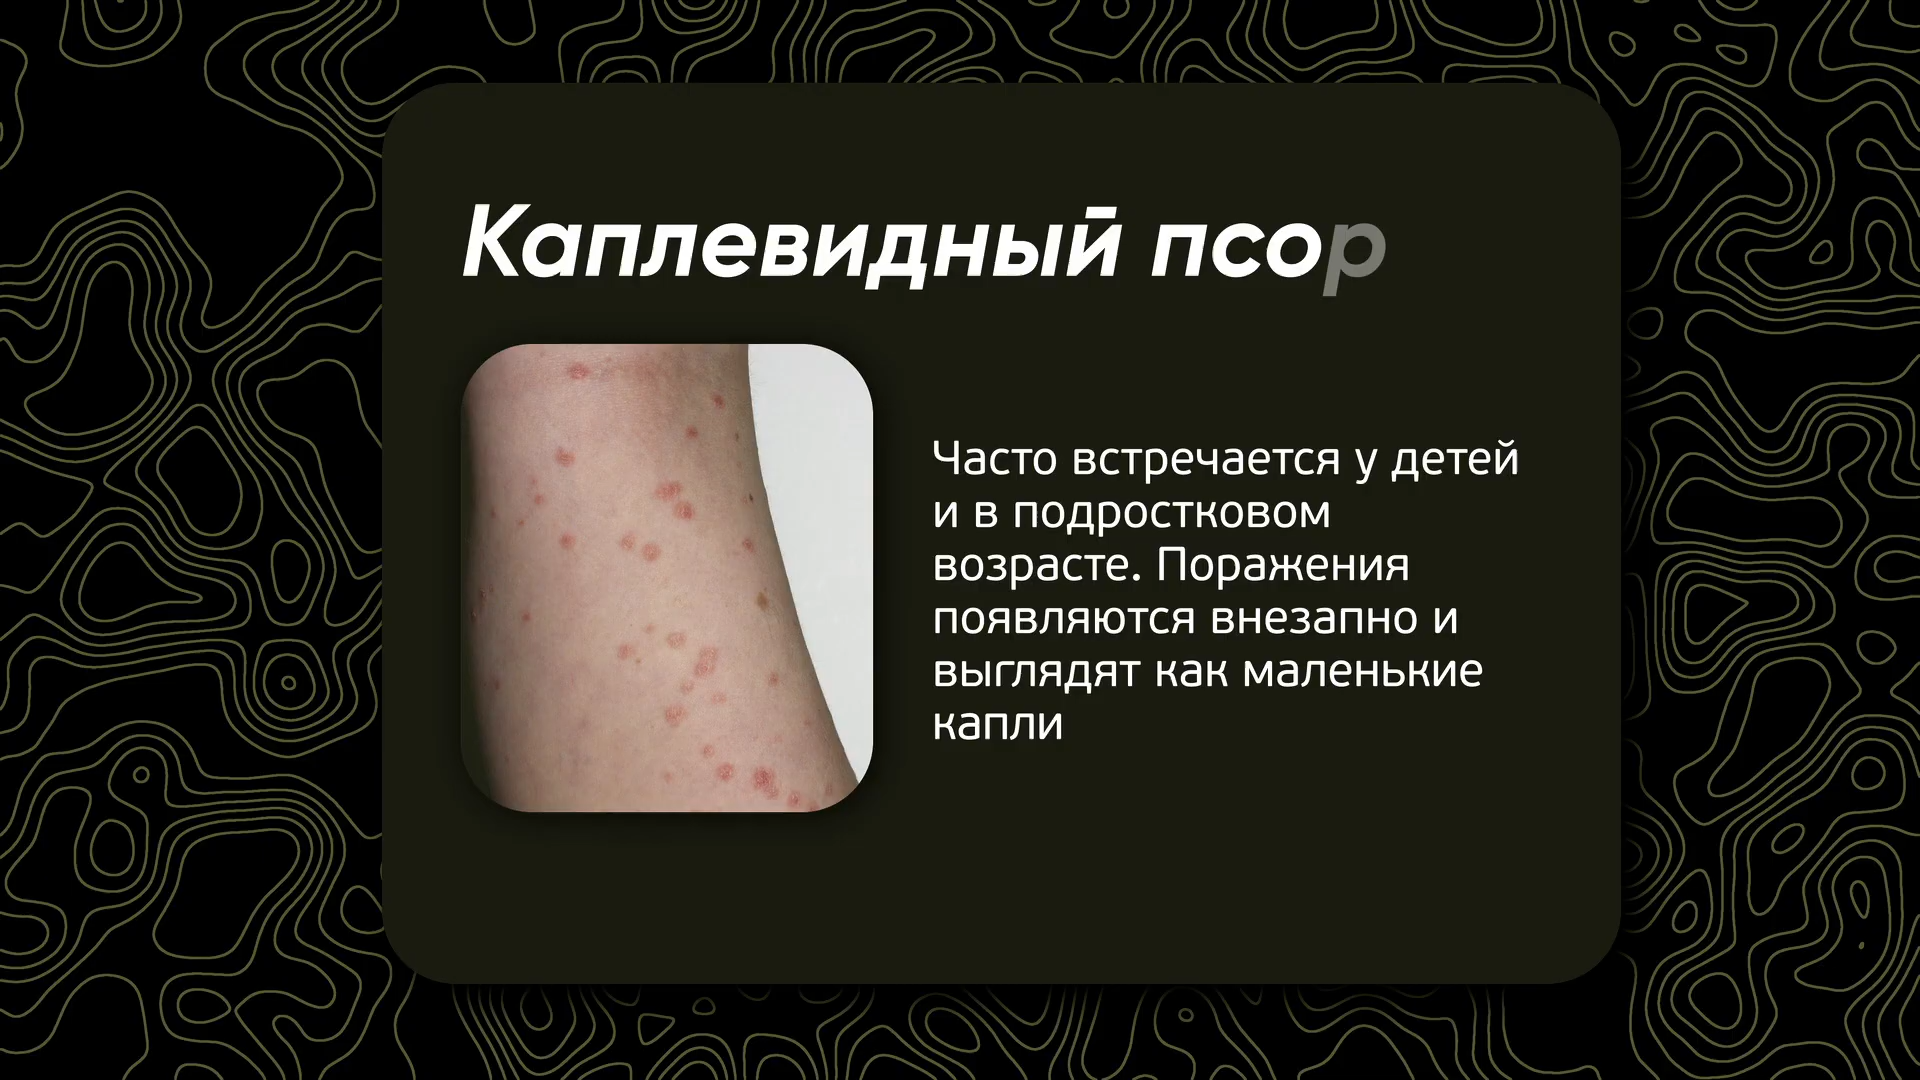 Каплевидный псор
Часто встречается у детей
и в подростковом
возрасте. Поражения
появляются внезапно и
выглядят как маленькие
капли